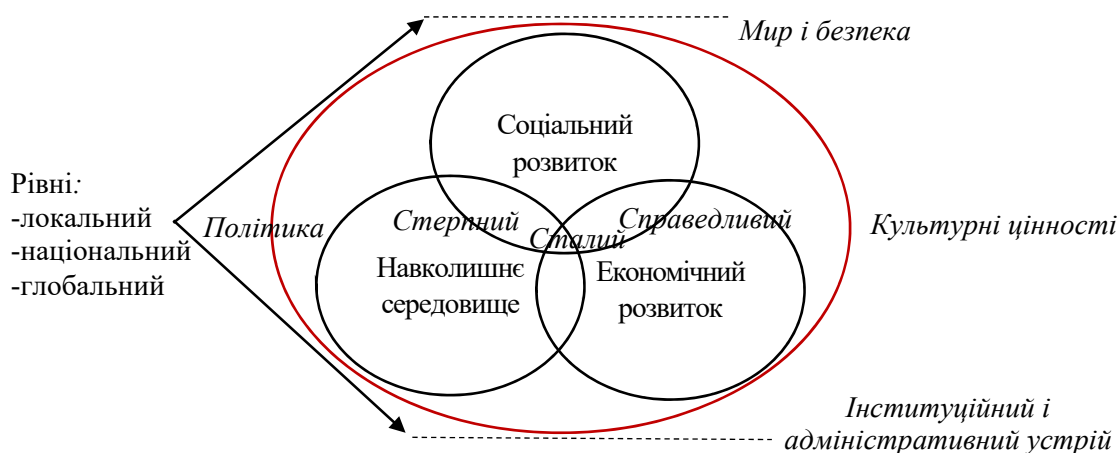 Мир і безпека
Соціальний
розвиток
Рівні:
-локальний
-національний
-глобальний
Політика
Стерпний
Справедливий
Сталий
Культурні цінності
Навколишнє
середовище
Економічний
розвиток
Інституційний і
адміністративний устрій